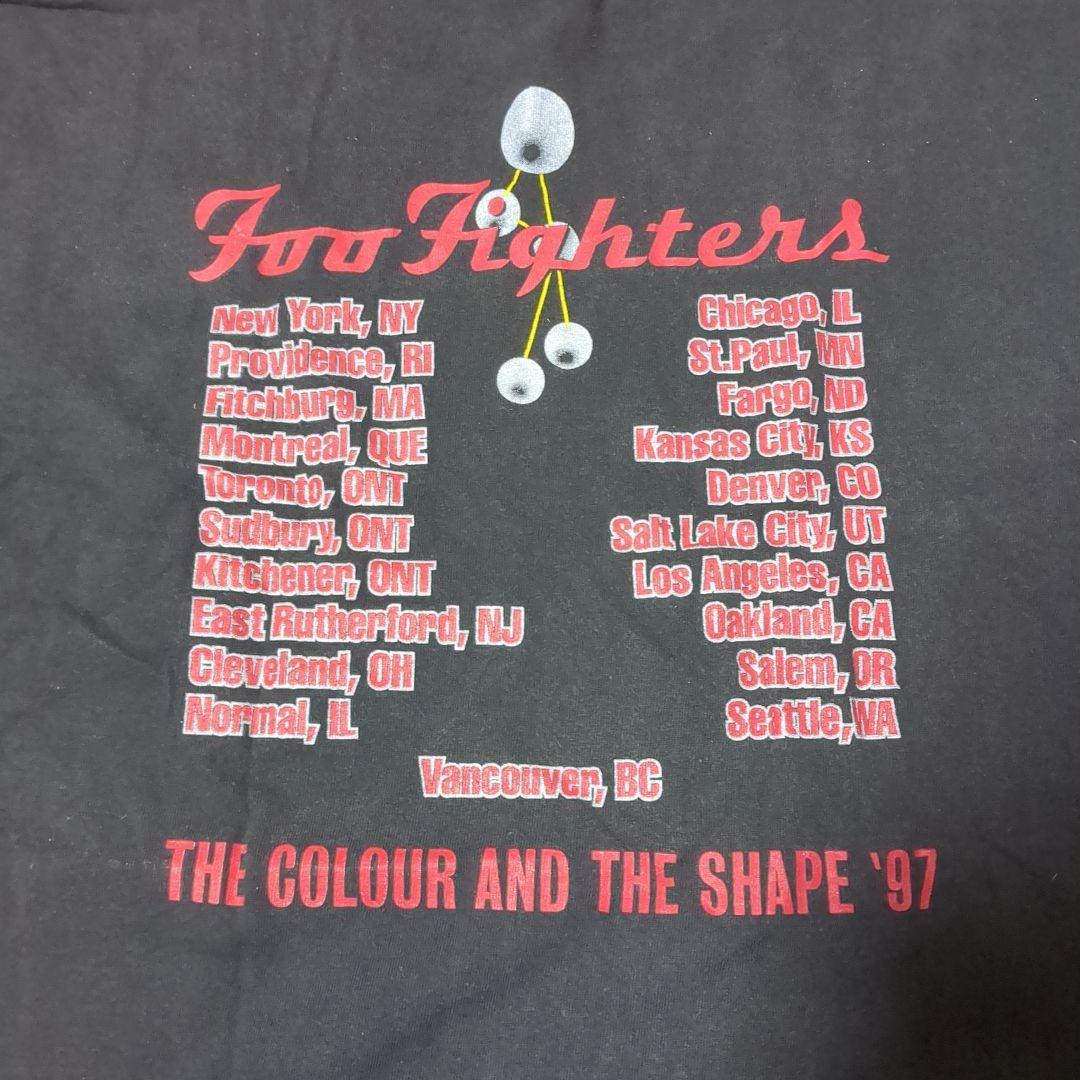 Foo Fighters
New York, NY
Providence, RI
Fitchburg, MA
Montreal, QUE
Toronto, ONT
Sudbury, ONT
Kitchener, ONT
East Rutherford, NJ
Cleveland, OH
Normal, IL
Chicago, IL
St.Paul, MN
Fargo, ND
Kansas City, KS
Denver, CO
Salt Lake City, UT
Los Angeles, CA
Oakland, CA
Salem, OR
Seattle, WA
Vancouver, BC
THE COLOUR AND THE SHAPE '97